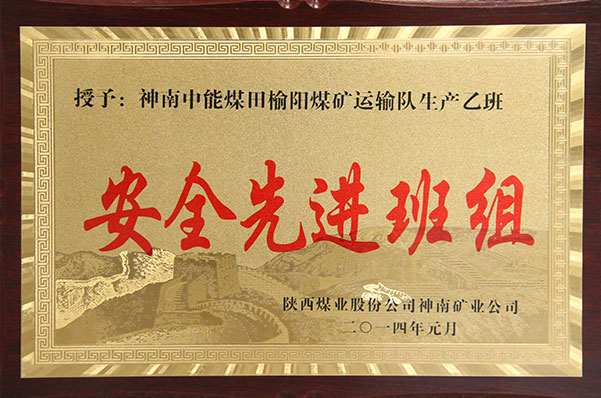 授予：神南中能煤田榆阳煤矿运输队生产乙班
安全先进班组
陕西煤业股份公司神南矿业公司
二〇一四年元月